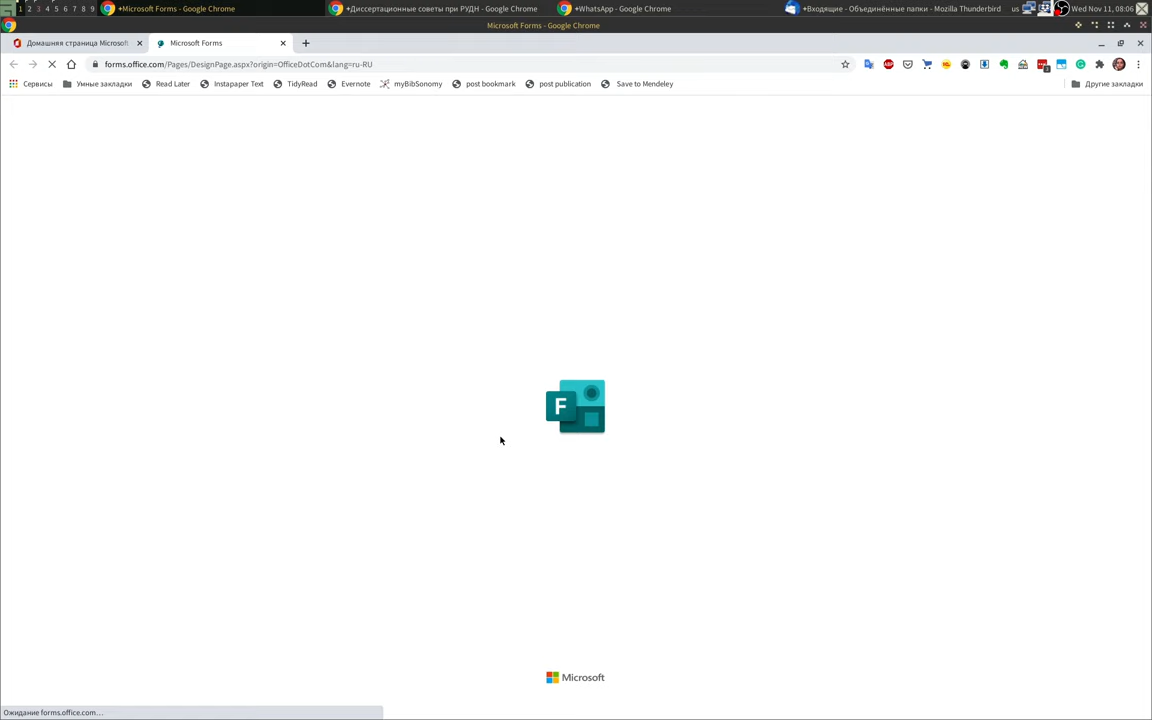 1 2 3 4 5 6 7 8 9 +Microsoft Forms - Google Chrome +Диссертационные советы при РУДН - Google Chrome +WhatsApp - Google Chrome +Входящие - Объединённые папки - Mozilla Thunderbird us Wed Nov 11, 08:06
Microsoft Forms - Google Chrome
Домашняя страница Microsoft Microsoft Forms
forms.office.com/Pages/DesignPage.aspx?origin=OfficeDotCom&lang=ru-RU
Сервисы Умные закладки Read Later Instapaper Text TidyRead Evernote myBibSonomy post bookmark post publication Save to Mendeley Другие закладки
F
Microsoft
Ожидание forms.office.com...